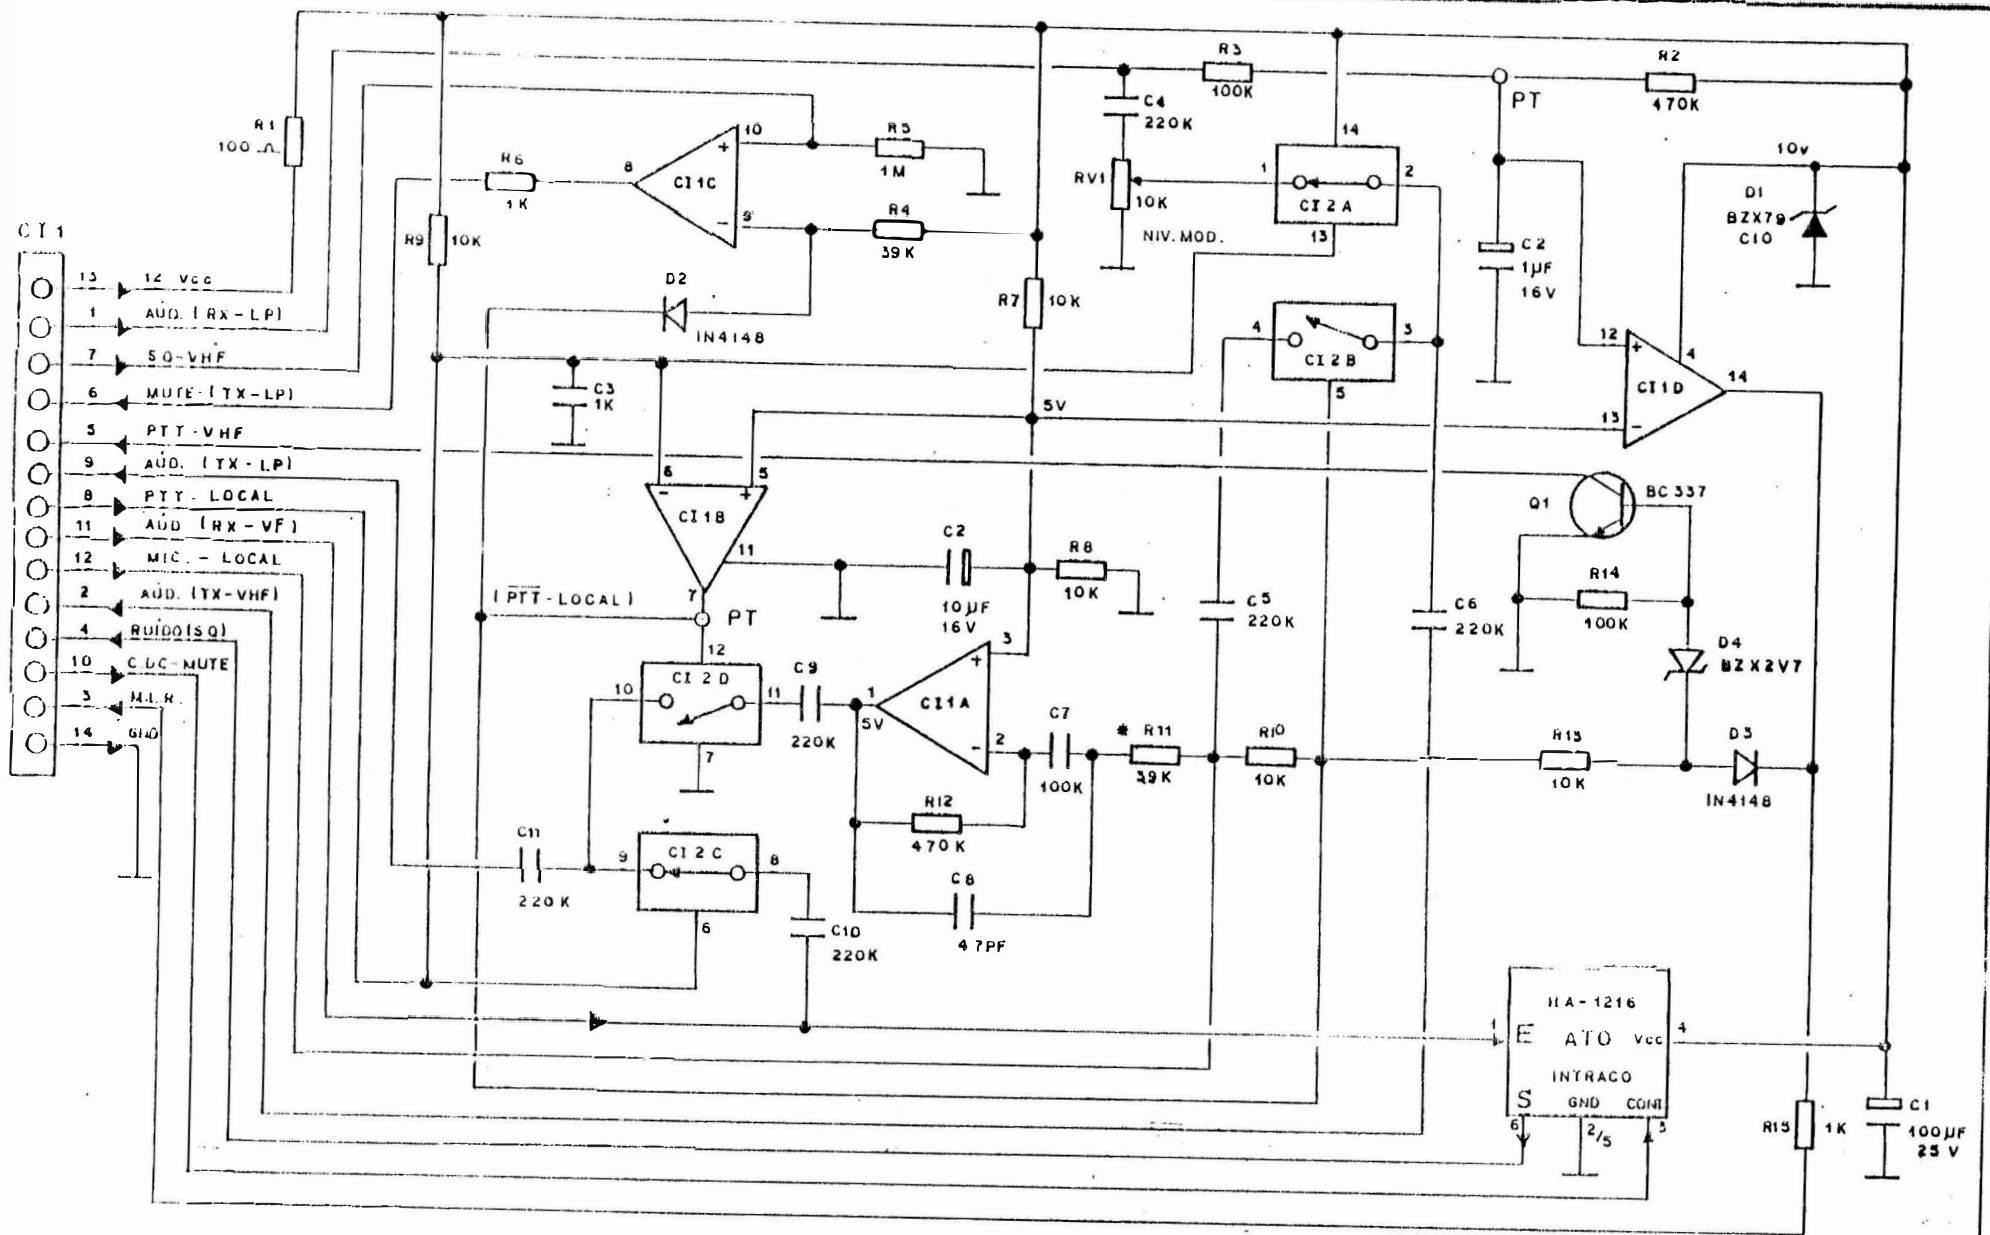 R1
100 Ω
R6
1K
8
CI1C
10
+
9
-
R5
1M
R4
39K
D2
IN4148
R9
10K
C3
1K
R7
10K
5V
C4
220K
R3
100K
RV1
10K
NIV. MOD.
14
1
2
CI2A
13
4
3
CI2B
5
PT
R2
470K
C2
1µF
16V
10V
D1
BZX79
C10
12
+
4
CI1D
14
13
-
CI1
13 12 Vcc
1 AUD. (RX-LP)
7 SQ-VHF
6 MUTE-(TX-LP)
5 PTT-VHF
9 AUD. (TX-LP)
8 PTT-LOCAL
11 AUD (RX-VF)
12 MIC.-LOCAL
2 AUD. (TX-VHF)
4 RUÍDO(SQ)
10 C.DC-MUTE
3 M.L.R.
14 GND
6
-
5
+
CI1B
11
7
(PTT-LOCAL)
PT
C2
10µF
16V
R8
10K
12
CI2D
10
11
7
C9
220K
1
5V
CI1A
3
+
2
-
C7
100K
* R11
39K
R10
10K
R12
470K
C8
47PF
C5
220K
C6
220K
C11
220K
9
CI2C
8
6
C10
220K
Q1
BC337
R14
100K
D4
BZX2V7
R13
10K
D3
IN4148
HA-1216
1
E
ATO
Vcc
4
INTRACO
S
GND
CONT.
6
2/5
3
R15
1K
C1
100µF
25V